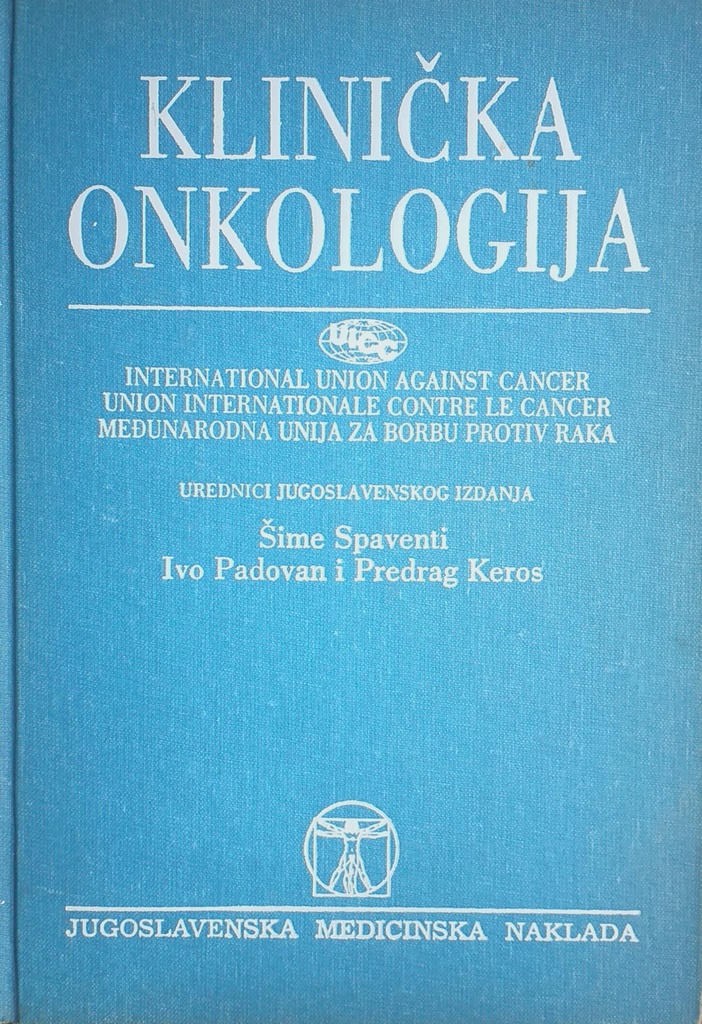 KLINIČKA
ONKOLOGIJA
uicc
INTERNATIONAL UNION AGAINST CANCER
UNION INTERNATIONALE CONTRE LE CANCER
MEĐUNARODNA UNIJA ZA BORBU PROTIV RAKA
UREDNICI JUGOSLAVENSKOG IZDANJA
Šime Spaventi
Ivo Padovan i Predrag Keros
JUGOSLAVENSKA MEDICINSKA NAKLADA